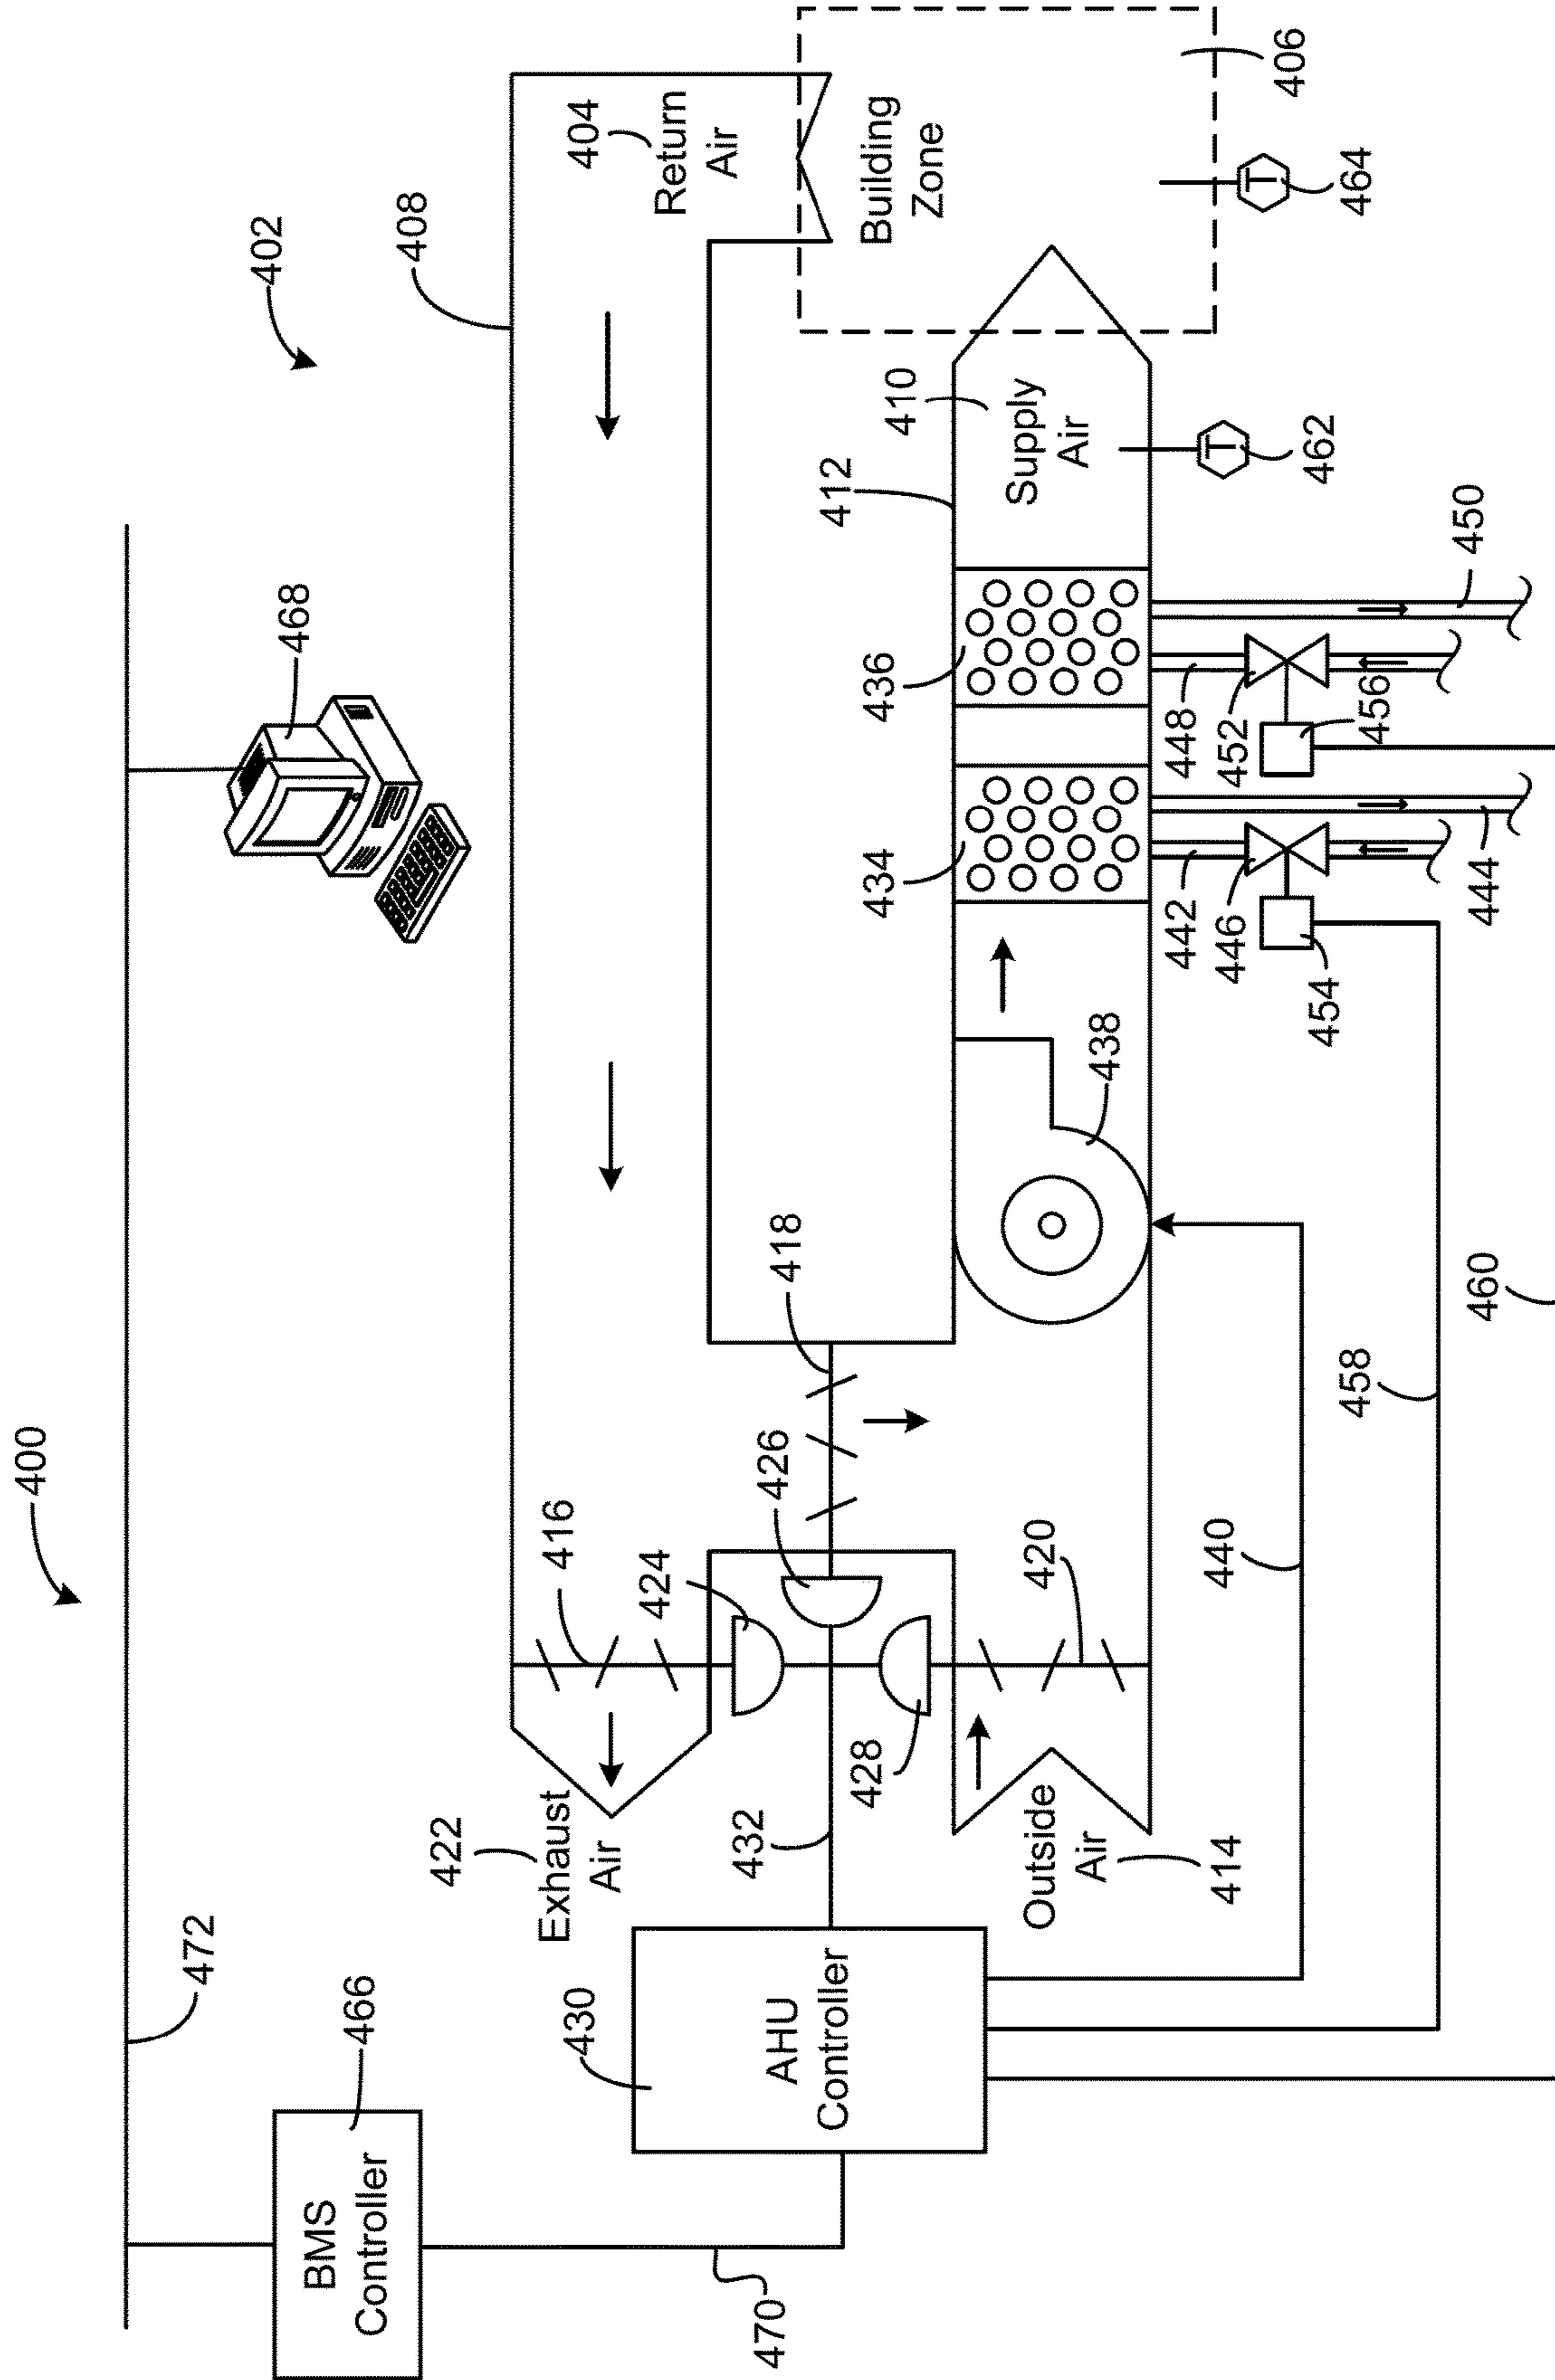 400
472
BMS
Controller
466
470
468
402
408
404
Return
Air
422
Exhaust
Air
416
424
418
426
430
AHU
Controller
432
428
Outside
Air
414
420
438
412
434
436
410
Supply
Air
Building
Zone
406
T
464
T
462
442
446
454
444
448
452
456
450
440
458
460